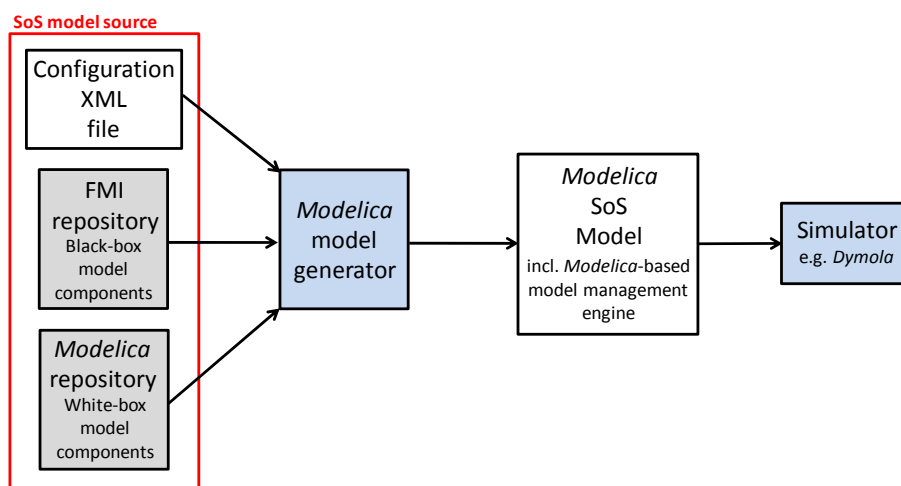 SoS model source
Configuration
XML
file
FMI
repository
Black-box
model
components
Modelica
repository
White-box
model
components
Modelica
model
generator
Modelica
SoS
Model
incl. Modelica-based
model management
engine
Simulator
e.g. Dymola